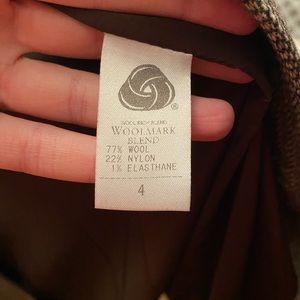 ®
WOOL RICH BLEND
WOOLMARK
BLEND
77% WOOL
22% NYLON
1% ELASTHANE
4